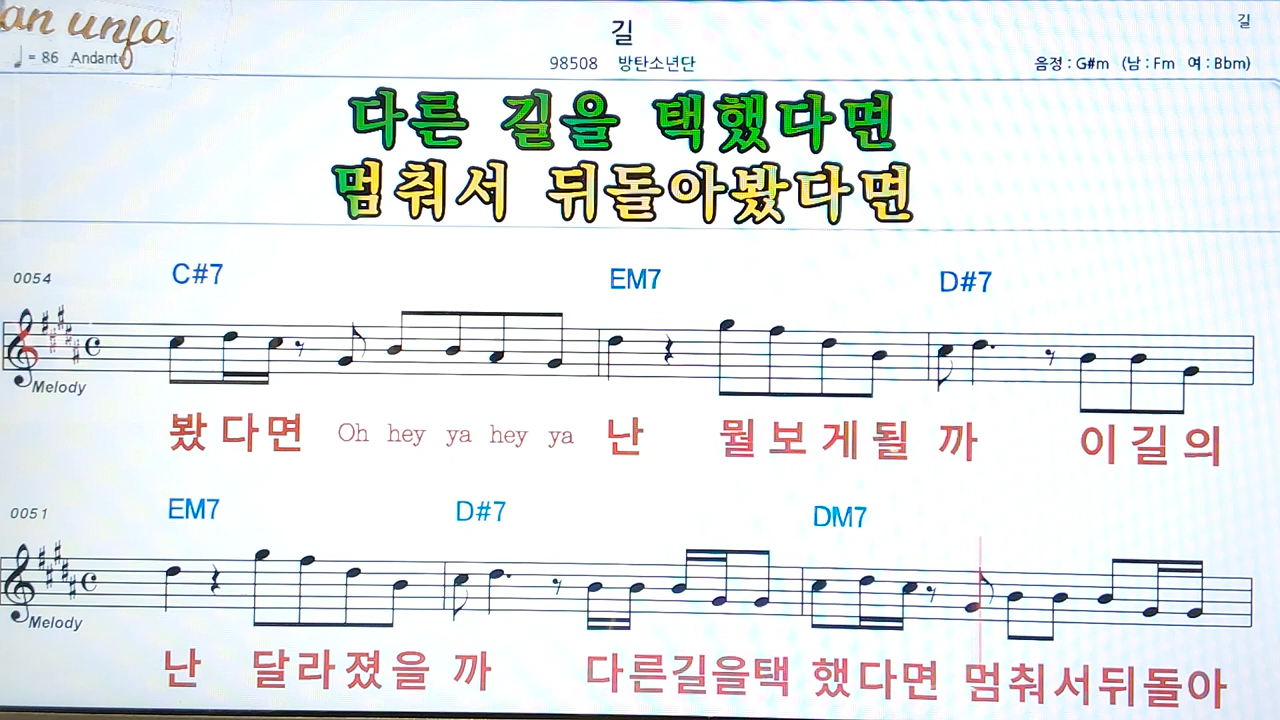 길
길
♩= 86 Andante
98508 방탄소년단
음정 : G#m (남 : Fm 여 : Bbm)
다른 길을 택했다면
멈춰서 뒤돌아봤다면
0054
C#7 EM7 D#7
Melody
봤다면 Oh hey ya hey ya 난 뭘보게될 까 이길의
0051
EM7 D#7 DM7
Melody
난 달라졌을 까 다른길을택 했다면 멈춰서뒤돌아